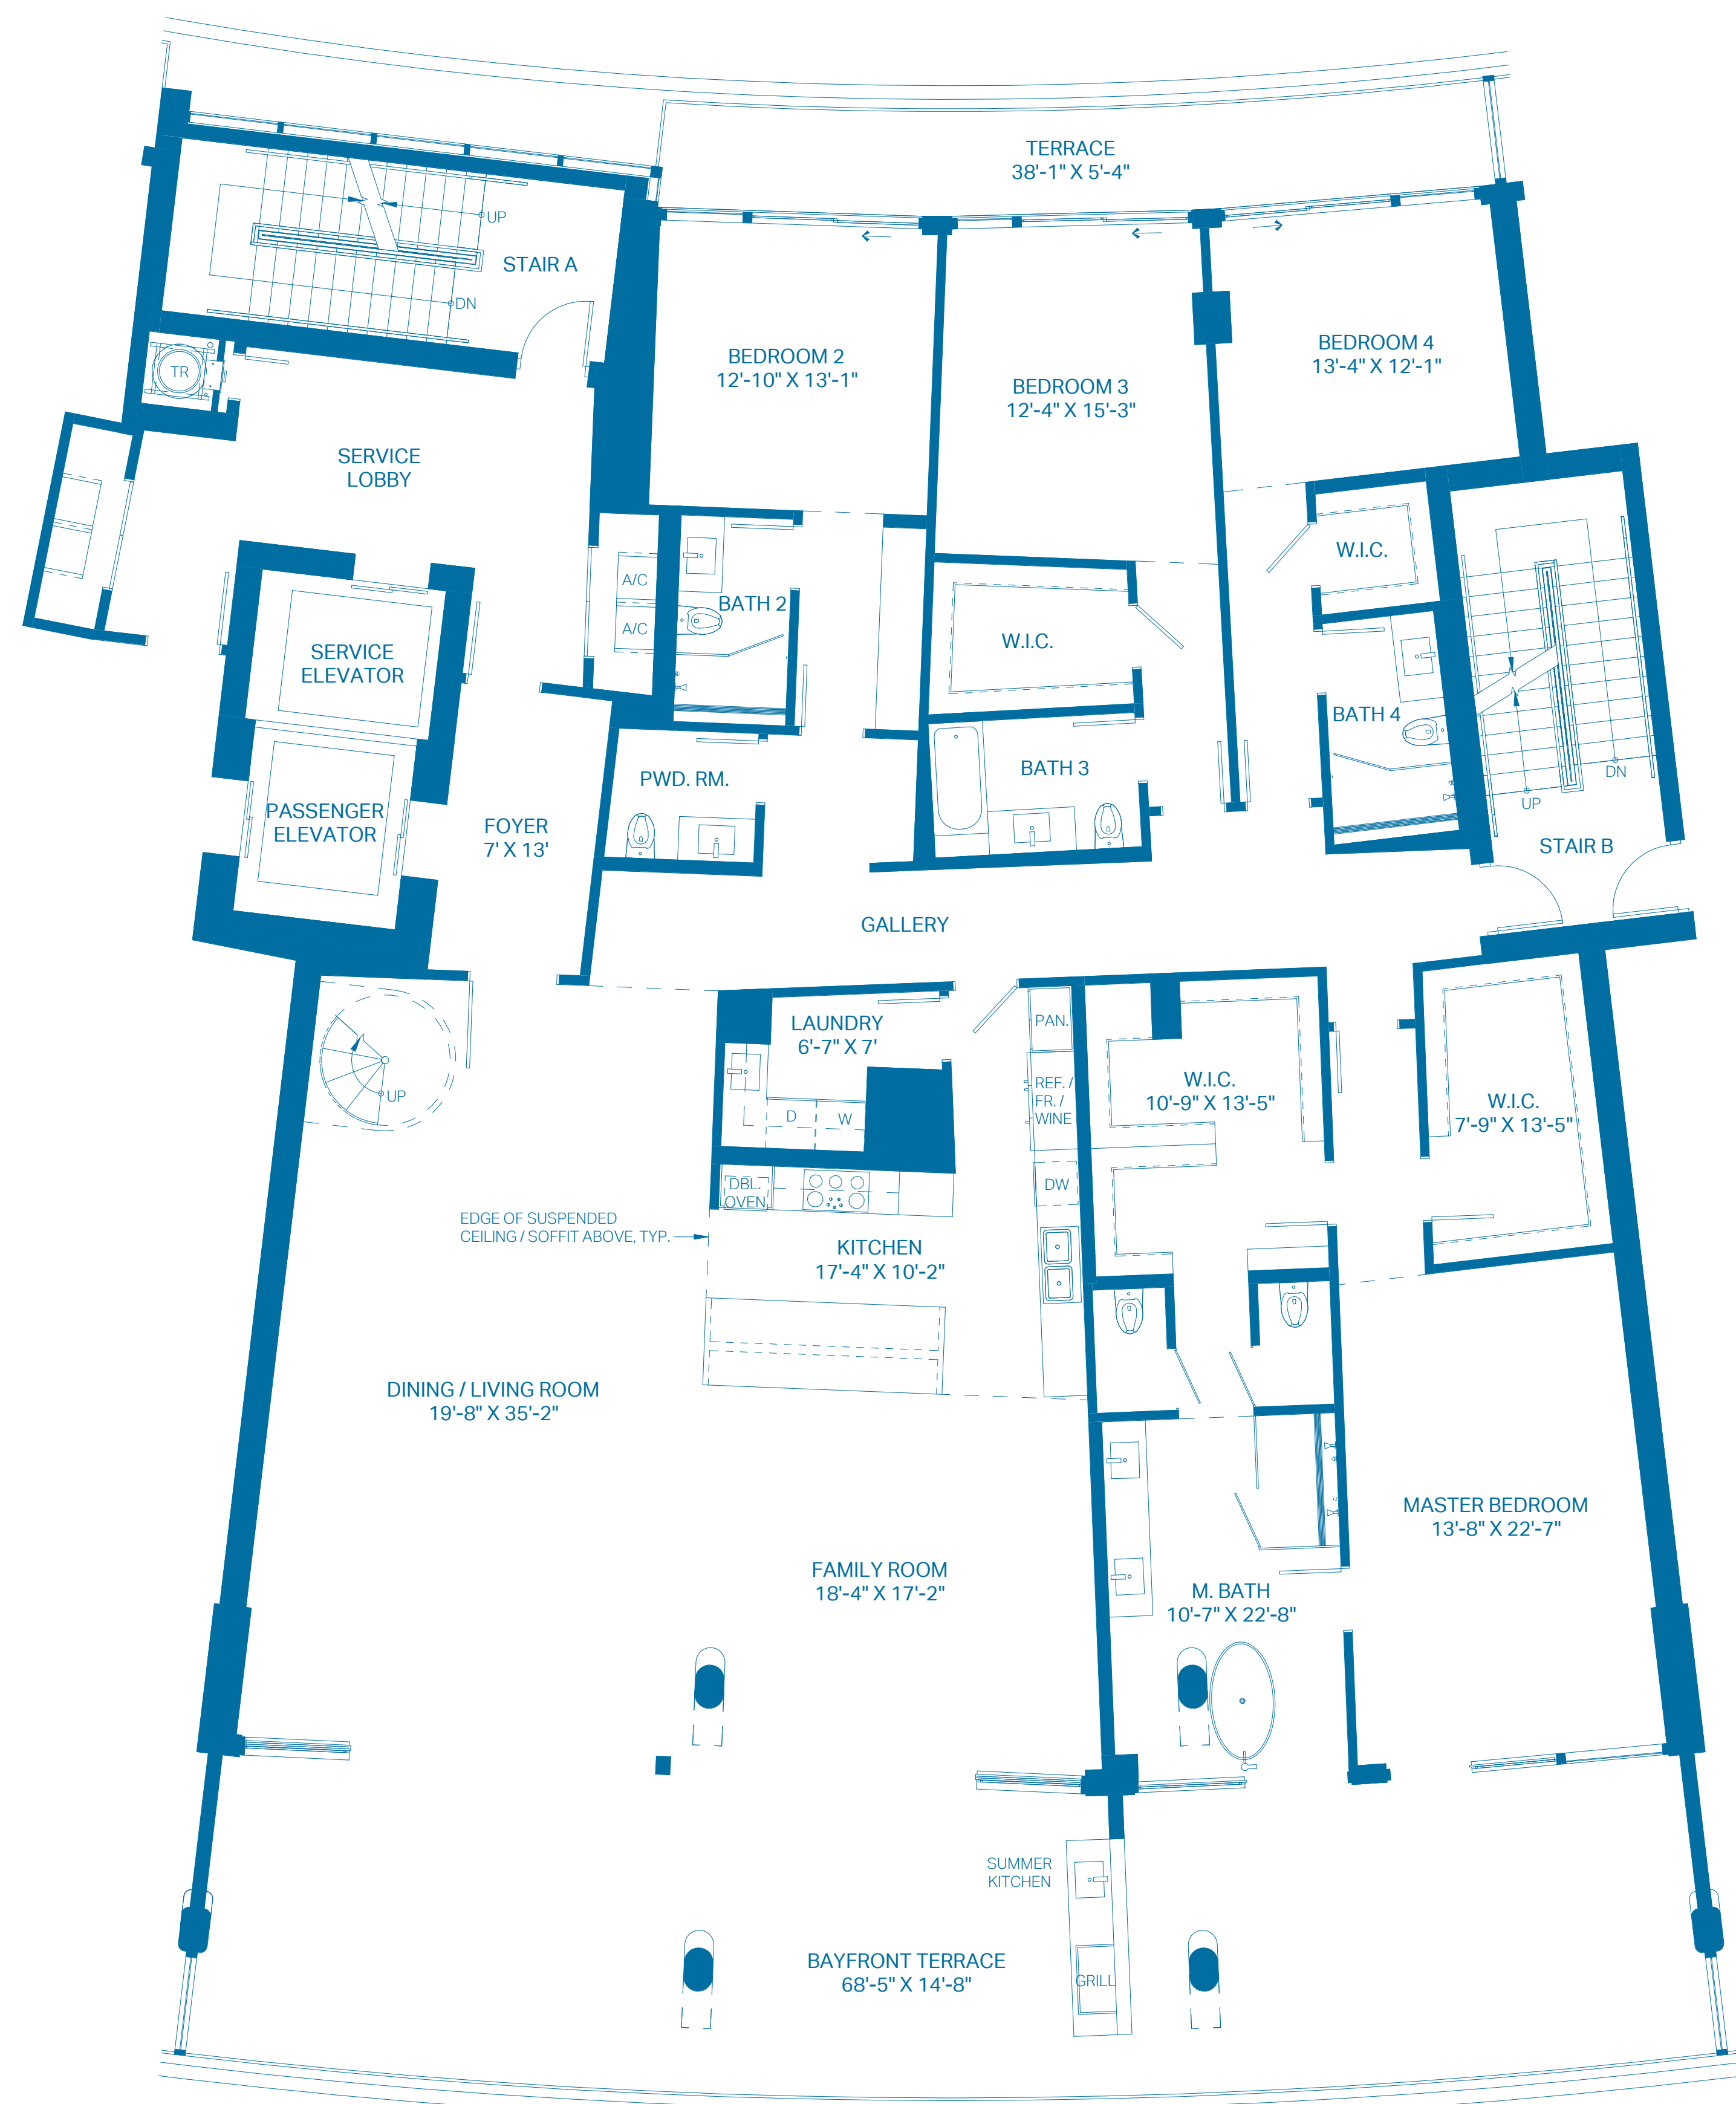 TERRACE
38'-1" X 5'-4"
UP
STAIR A
DN
TR
BEDROOM 2
12'-10" X 13'-1"
BEDROOM 3
12'-4" X 15'-3"
BEDROOM 4
13'-4" X 12'-1"
SERVICE
LOBBY
W.I.C.
A/C
BATH 2
A/C
W.I.C.
SERVICE
ELEVATOR
BATH 4
PWD. RM.
BATH 3
DN
UP
PASSENGER
ELEVATOR
FOYER
7' X 13'
STAIR B
GALLERY
LAUNDRY
6'-7" X 7'
PAN.
UP
D
W
REF. /
FR. /
WINE
W.I.C.
10'-9" X 13'-5"
W.I.C.
7'-9" X 13'-5"
DBL.
OVEN
DW
EDGE OF SUSPENDED
CEILING / SOFFIT ABOVE, TYP.
KITCHEN
17'-4" X 10'-2"
DINING / LIVING ROOM
19'-8" X 35'-2"
MASTER BEDROOM
13'-8" X 22'-7"
FAMILY ROOM
18'-4" X 17'-2"
M. BATH
10'-7" X 22'-8"
SUMMER
KITCHEN
BAYFRONT TERRACE
68'-5" X 14'-8"
GRILL